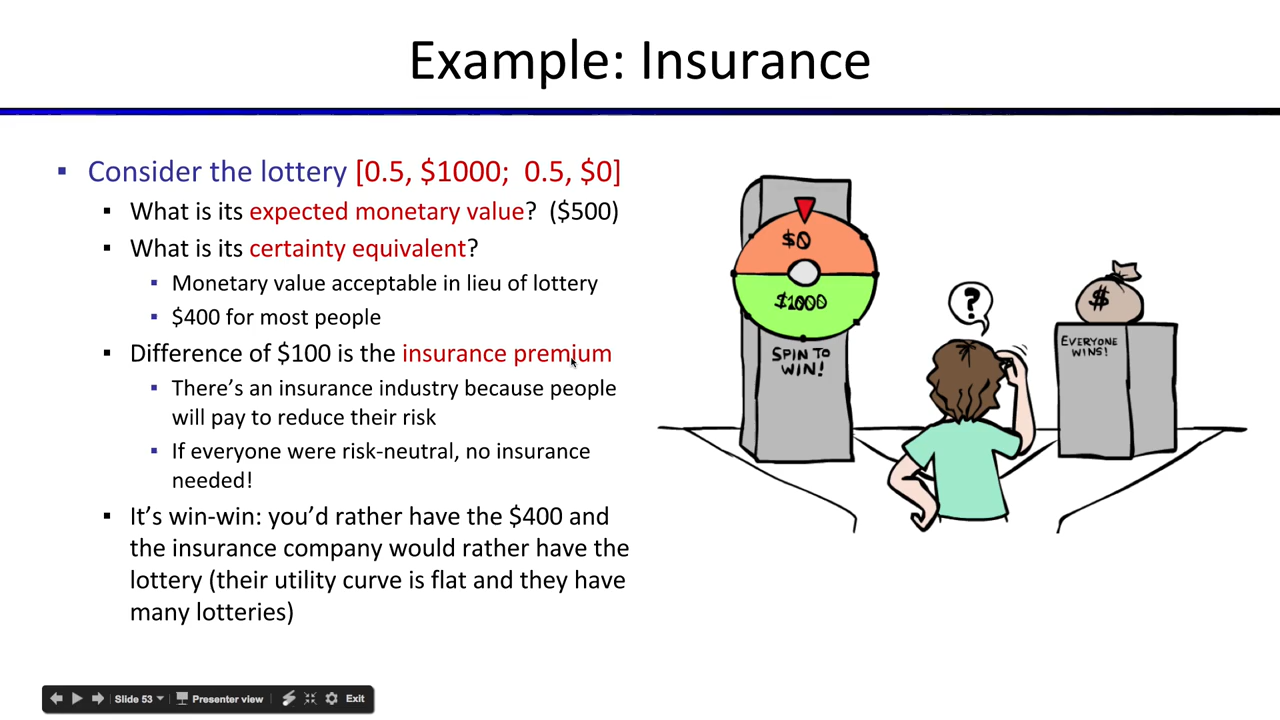 Example: Insurance
Consider the lottery [0.5, $1000; 0.5, $0]
What is its expected monetary value? ($500)
What is its certainty equivalent?
Monetary value acceptable in lieu of lottery
$400 for most people
Difference of $100 is the insurance premium
There’s an insurance industry because people
will pay to reduce their risk
If everyone were risk-neutral, no insurance
needed!
It’s win-win: you’d rather have the $400 and
the insurance company would rather have the
lottery (their utility curve is flat and they have
many lotteries)
$0
$1000
SPIN TO
WIN!
?
$
EVERYONE
WINS!
Slide 53
Presenter view
Exit